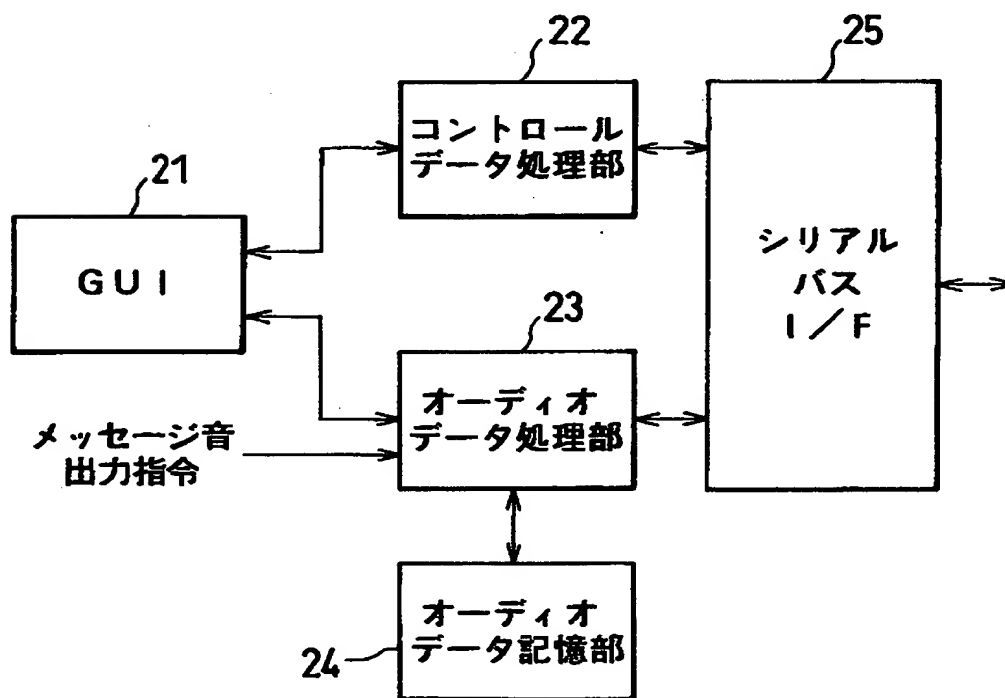 22
コントロール
データ処理部
25
シリアル
バス
I/F
21
GUI
23
オーディオ
データ処理部
メッセージ音
出力指令
24
オーディオ
データ記憶部